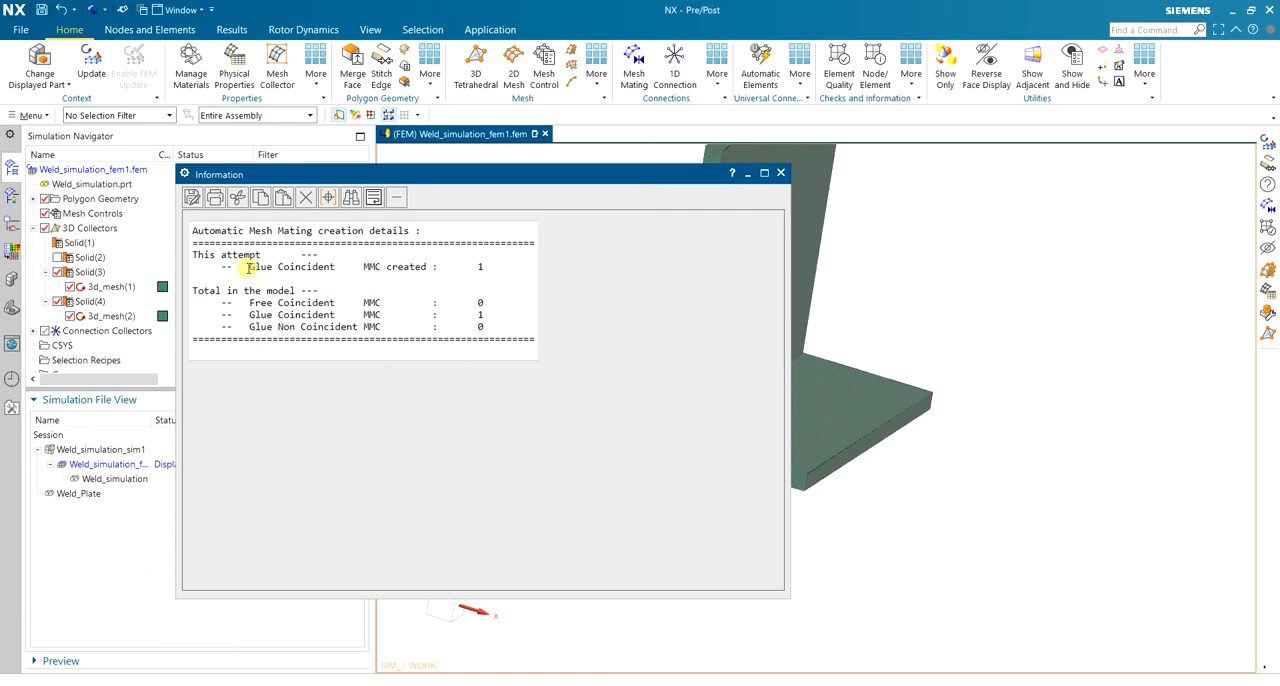 NX Window NX - Pre/Post SIEMENS
File Home Nodes and Elements Results Rotor Dynamics View Selection Application Find a Command
Change Displayed Part
Update
Enable FEM Update
Context
Manage Materials
Physical Properties
Mesh Collector
More
Properties
Merge Face
Stitch Edge
More
Polygon Geometry
3D Tetrahedral
2D Mesh
Mesh Control
More
Mesh
Mesh Mating
1D Connection
More
Connections
Automatic Elements
More
Universal Conne...
Element Quality
Node/ Element
More
Checks and Information
Show Only
Reverse Face Display
Show Adjacent
Show and Hide
More
Utilities
Menu No Selection Filter Entire Assembly
Simulation Navigator
(FEM) Weld_simulation_fem1.fem
Name C... Status Filter
Weld_simulation_fem1.fem
Weld_simulation.prt
Polygon Geometry
Mesh Controls
3D Collectors
Solid(1)
Solid(2)
Solid(3)
3d_mesh(1)
Solid(4)
3d_mesh(2)
Connection Collectors
CSYS
Selection Recipes
Simulation File View
Name Statu
Session
Weld_simulation_sim1
Weld_simulation_f... Displ
Weld_simulation
Weld_Plate
Preview
Information
Automatic Mesh Mating creation details :
============================================================
This attempt ---
-- Glue Coincident MMC created : 1
Total in the model ---
-- Free Coincident MMC : 0
-- Glue Coincident MMC : 1
-- Glue Non Coincident MMC : 0
============================================================
X
SIM_1 WORK